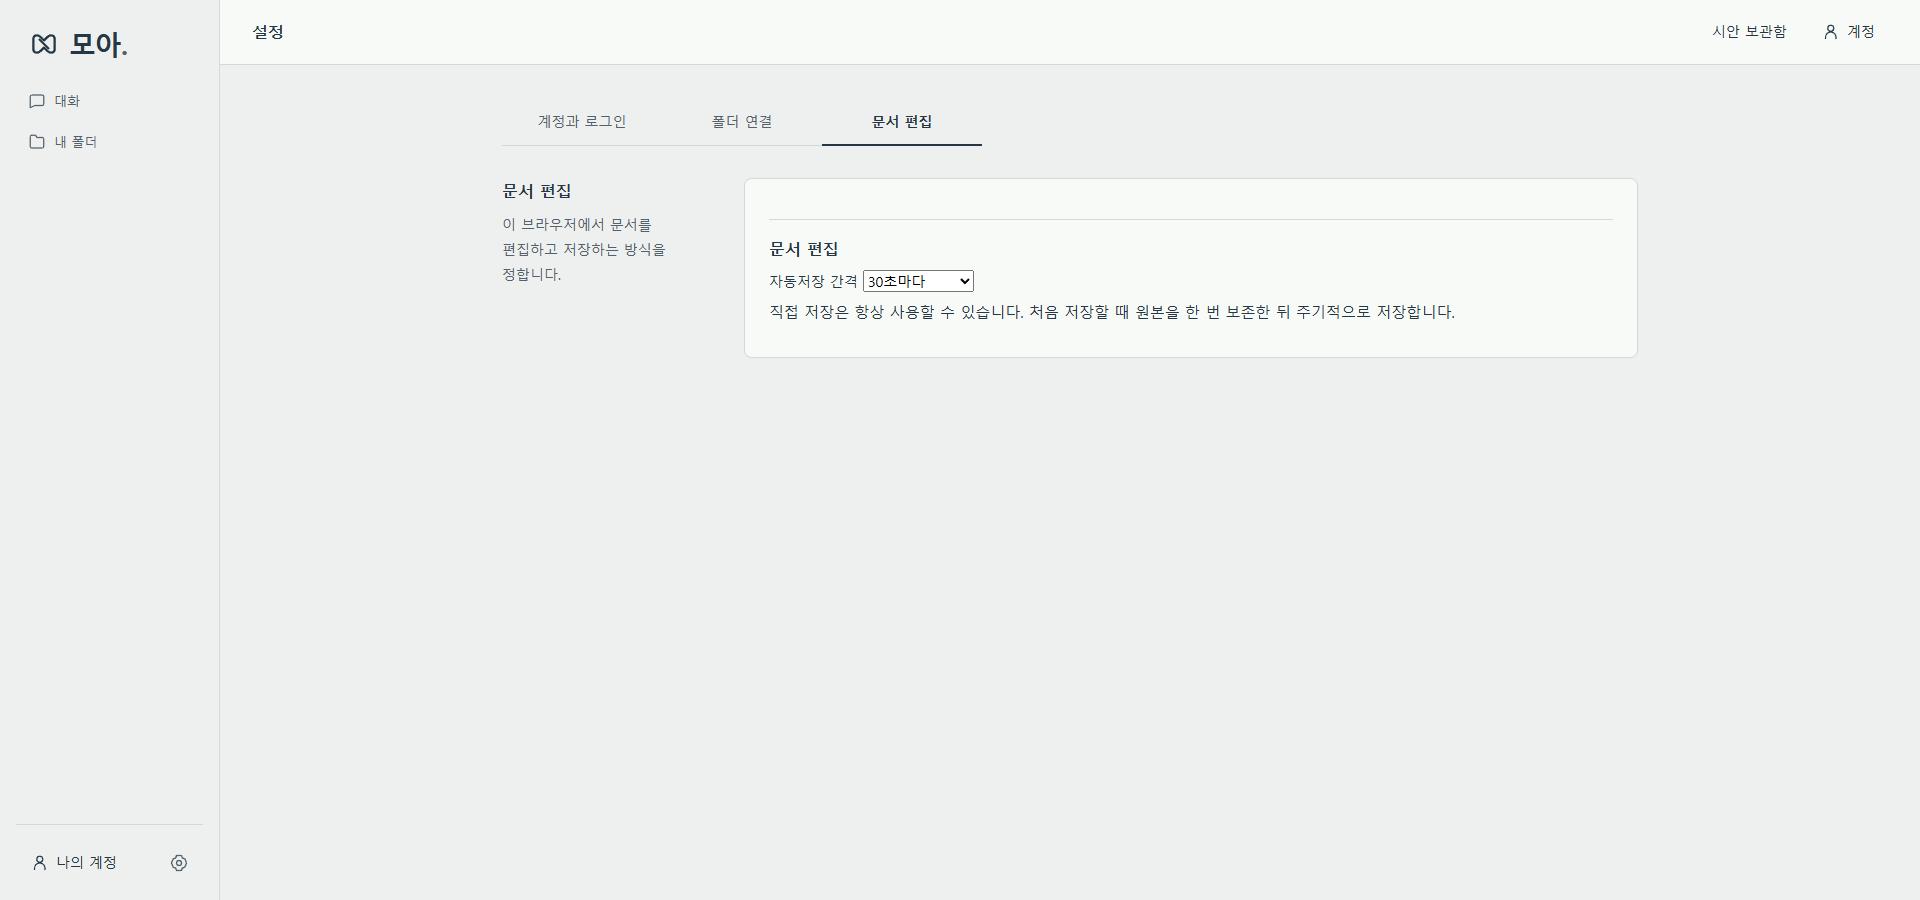 모아.
설정
시안 보관함
계정
대화
내 폴더
계정과 로그인
폴더 연결
문서 편집
문서 편집
이 브라우저에서 문서를
편집하고 저장하는 방식을
정합니다.
문서 편집
자동저장 간격 30초마다
직접 저장은 항상 사용할 수 있습니다. 처음 저장할 때 원본을 한 번 보존한 뒤 주기적으로 저장합니다.
나의 계정